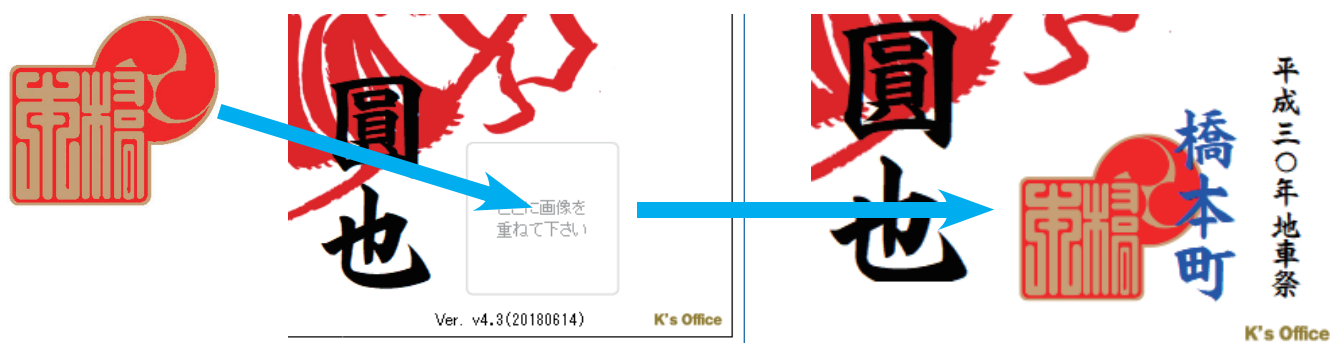 圓也
ここに画像を
重ねて下さい
Ver. v4.3(20180614)
K's Office
平成三〇年地車祭
橋本町
圓也
K's Office